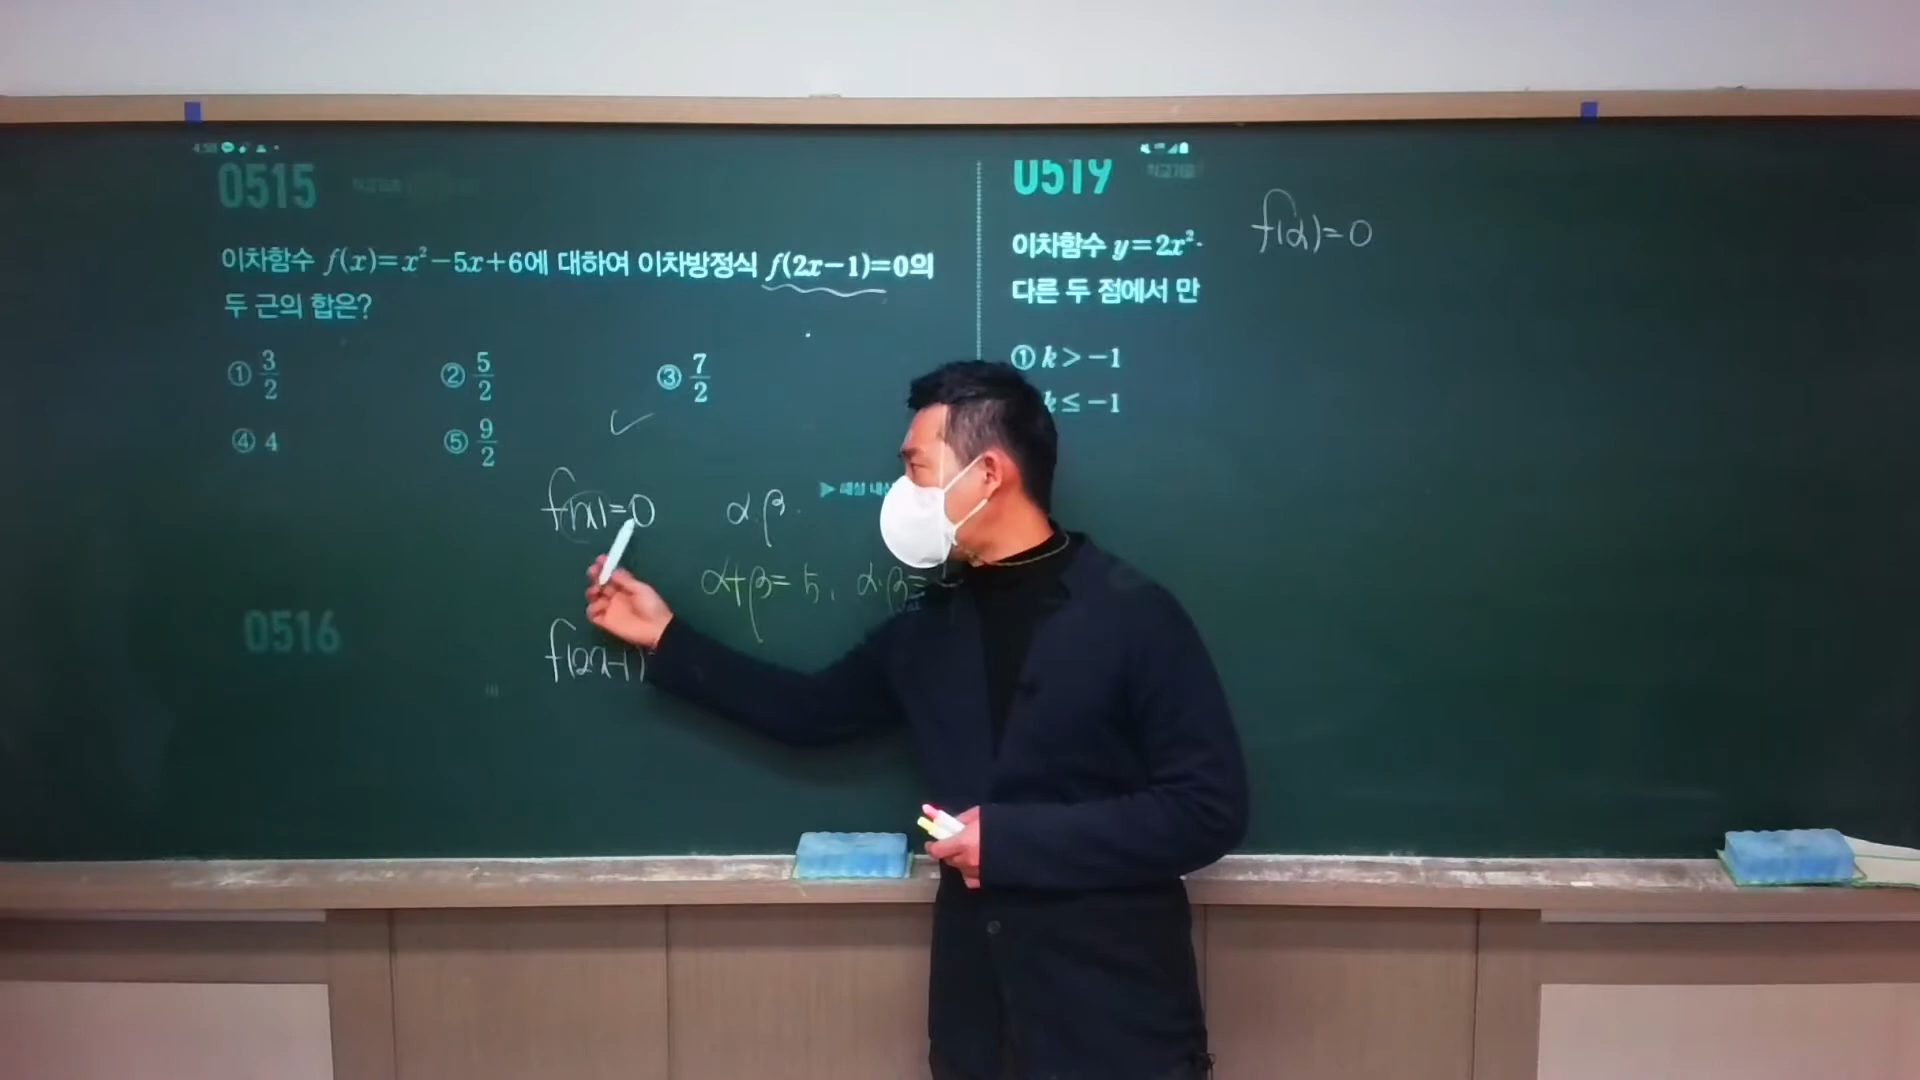 4:58
0515
이차함수 f(x)=x²-5x+6에 대하여 이차방정식 f(2x-1)=0의
두 근의 합은?
① 3/2 ② 5/2 ③ 7/2
④ 4 ⑤ 9/2
f(x)=0 α, β.
α+β=5, α·β=
f(2x-1)
0516
0519
이차함수 y=2x²-
다른 두 점에서 만
① k>-1
k≤-1
f(α)=0